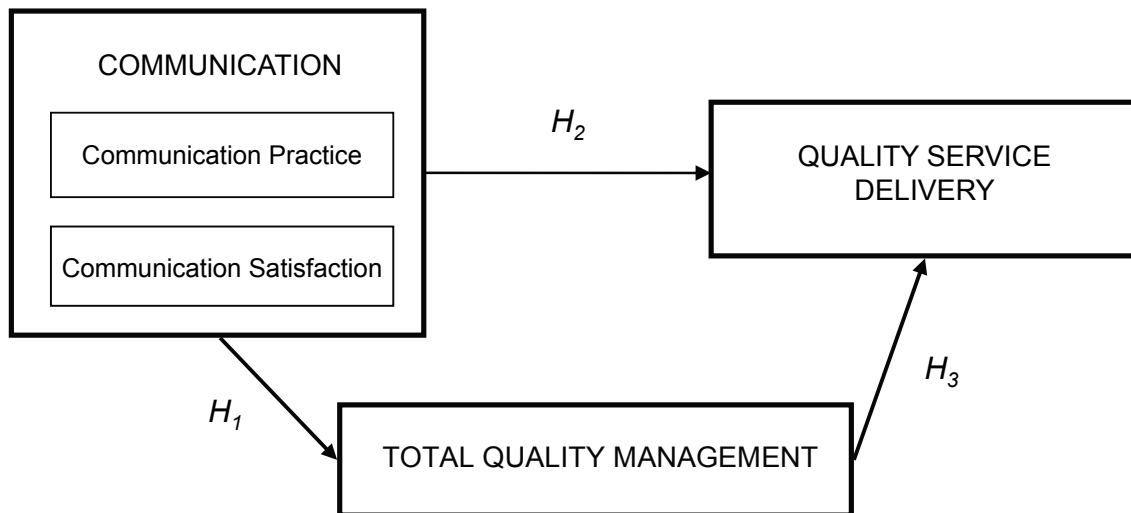 COMMUNICATION
Communication Practice
Communication Satisfaction
H₂
QUALITY SERVICE
DELIVERY
H₁
H₃
TOTAL QUALITY MANAGEMENT